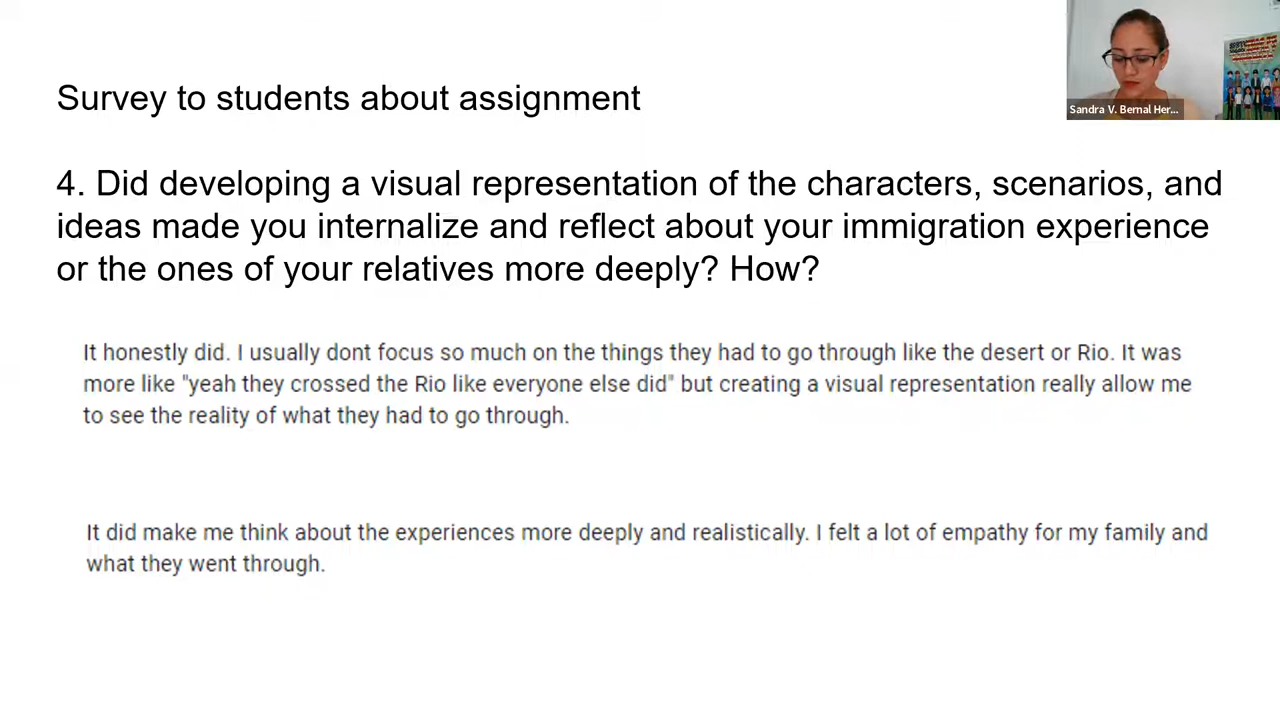 Survey to students about assignment
Sandra V. Bernal Her...
4. Did developing a visual representation of the characters, scenarios, and
ideas made you internalize and reflect about your immigration experience
or the ones of your relatives more deeply? How?
It honestly did. I usually dont focus so much on the things they had to go through like the desert or Rio. It was
more like "yeah they crossed the Rio like everyone else did" but creating a visual representation really allow me
to see the reality of what they had to go through.
It did make me think about the experiences more deeply and realistically. I felt a lot of empathy for my family and
what they went through.